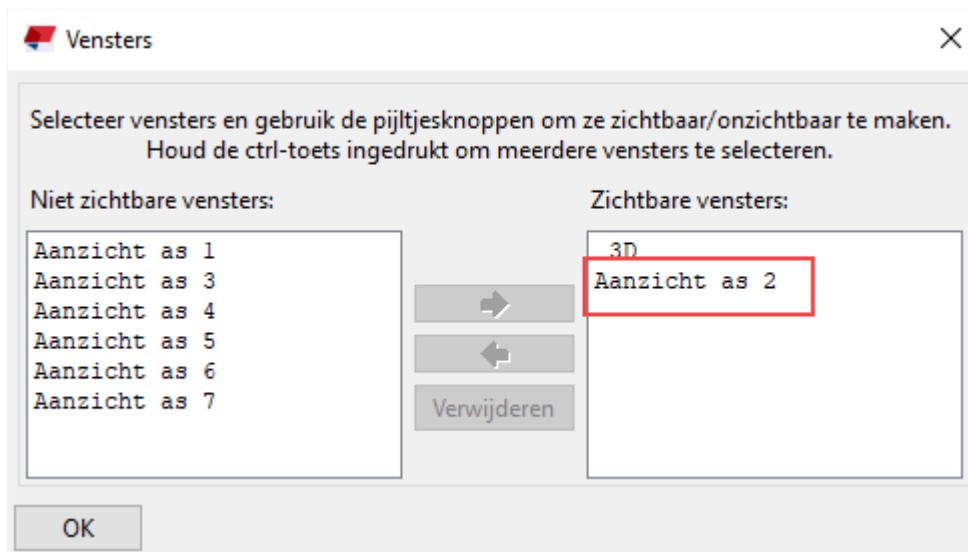 Vensters
Selecteer vensters en gebruik de pijltjesknoppen om ze zichtbaar/onzichtbaar te maken.
Houd de ctrl-toets ingedrukt om meerdere vensters te selecteren.
Niet zichtbare vensters:
Aanzicht as 1
Aanzicht as 3
Aanzicht as 4
Aanzicht as 5
Aanzicht as 6
Aanzicht as 7
Verwijderen
Zichtbare vensters:
3D
Aanzicht as 2
OK